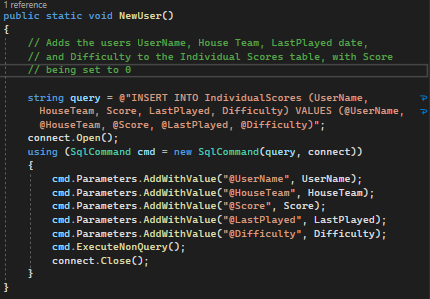 1 reference
public static void NewUser()
{
// Adds the users UserName, House Team, LastPlayed date,
// and Difficulty to the Individual Scores table, with Score
// being set to 0
string query = @"INSERT INTO IndividualScores (UserName,
HouseTeam, Score, LastPlayed, Difficulty) VALUES (@UserName,
@HouseTeam, @Score, @LastPlayed, @Difficulty)";
connect.Open();
using (SqlCommand cmd = new SqlCommand(query, connect))
{
cmd.Parameters.AddWithValue("@UserName", UserName);
cmd.Parameters.AddWithValue("@HouseTeam", HouseTeam);
cmd.Parameters.AddWithValue("@Score", Score);
cmd.Parameters.AddWithValue("@LastPlayed", LastPlayed);
cmd.Parameters.AddWithValue("@Difficulty", Difficulty);
cmd.ExecuteNonQuery();
connect.Close();
}
}